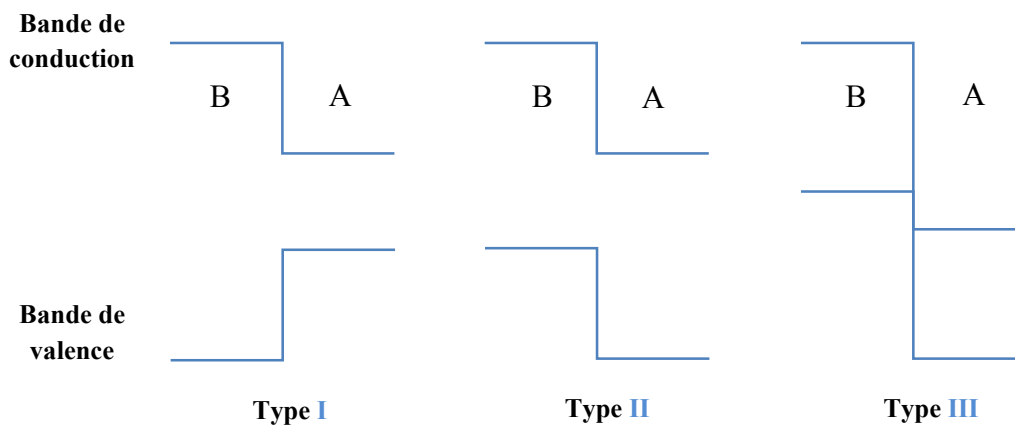 Bande de
conduction
B A
B A
B A
Bande de
valence
Type I
Type II
Type III